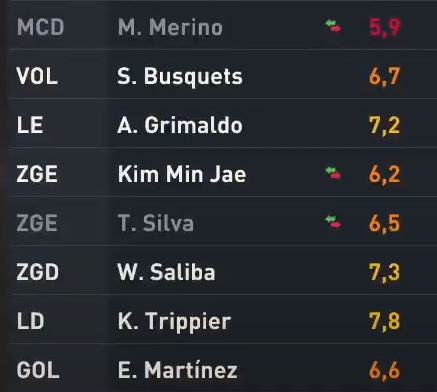 MCD M. Merino 5,9
VOL S. Busquets 6,7
LE A. Grimaldo 7,2
ZGE Kim Min Jae 6,2
ZGE T. Silva 6,5
ZGD W. Saliba 7,3
LD K. Trippier 7,8
GOL E. Martínez 6,6